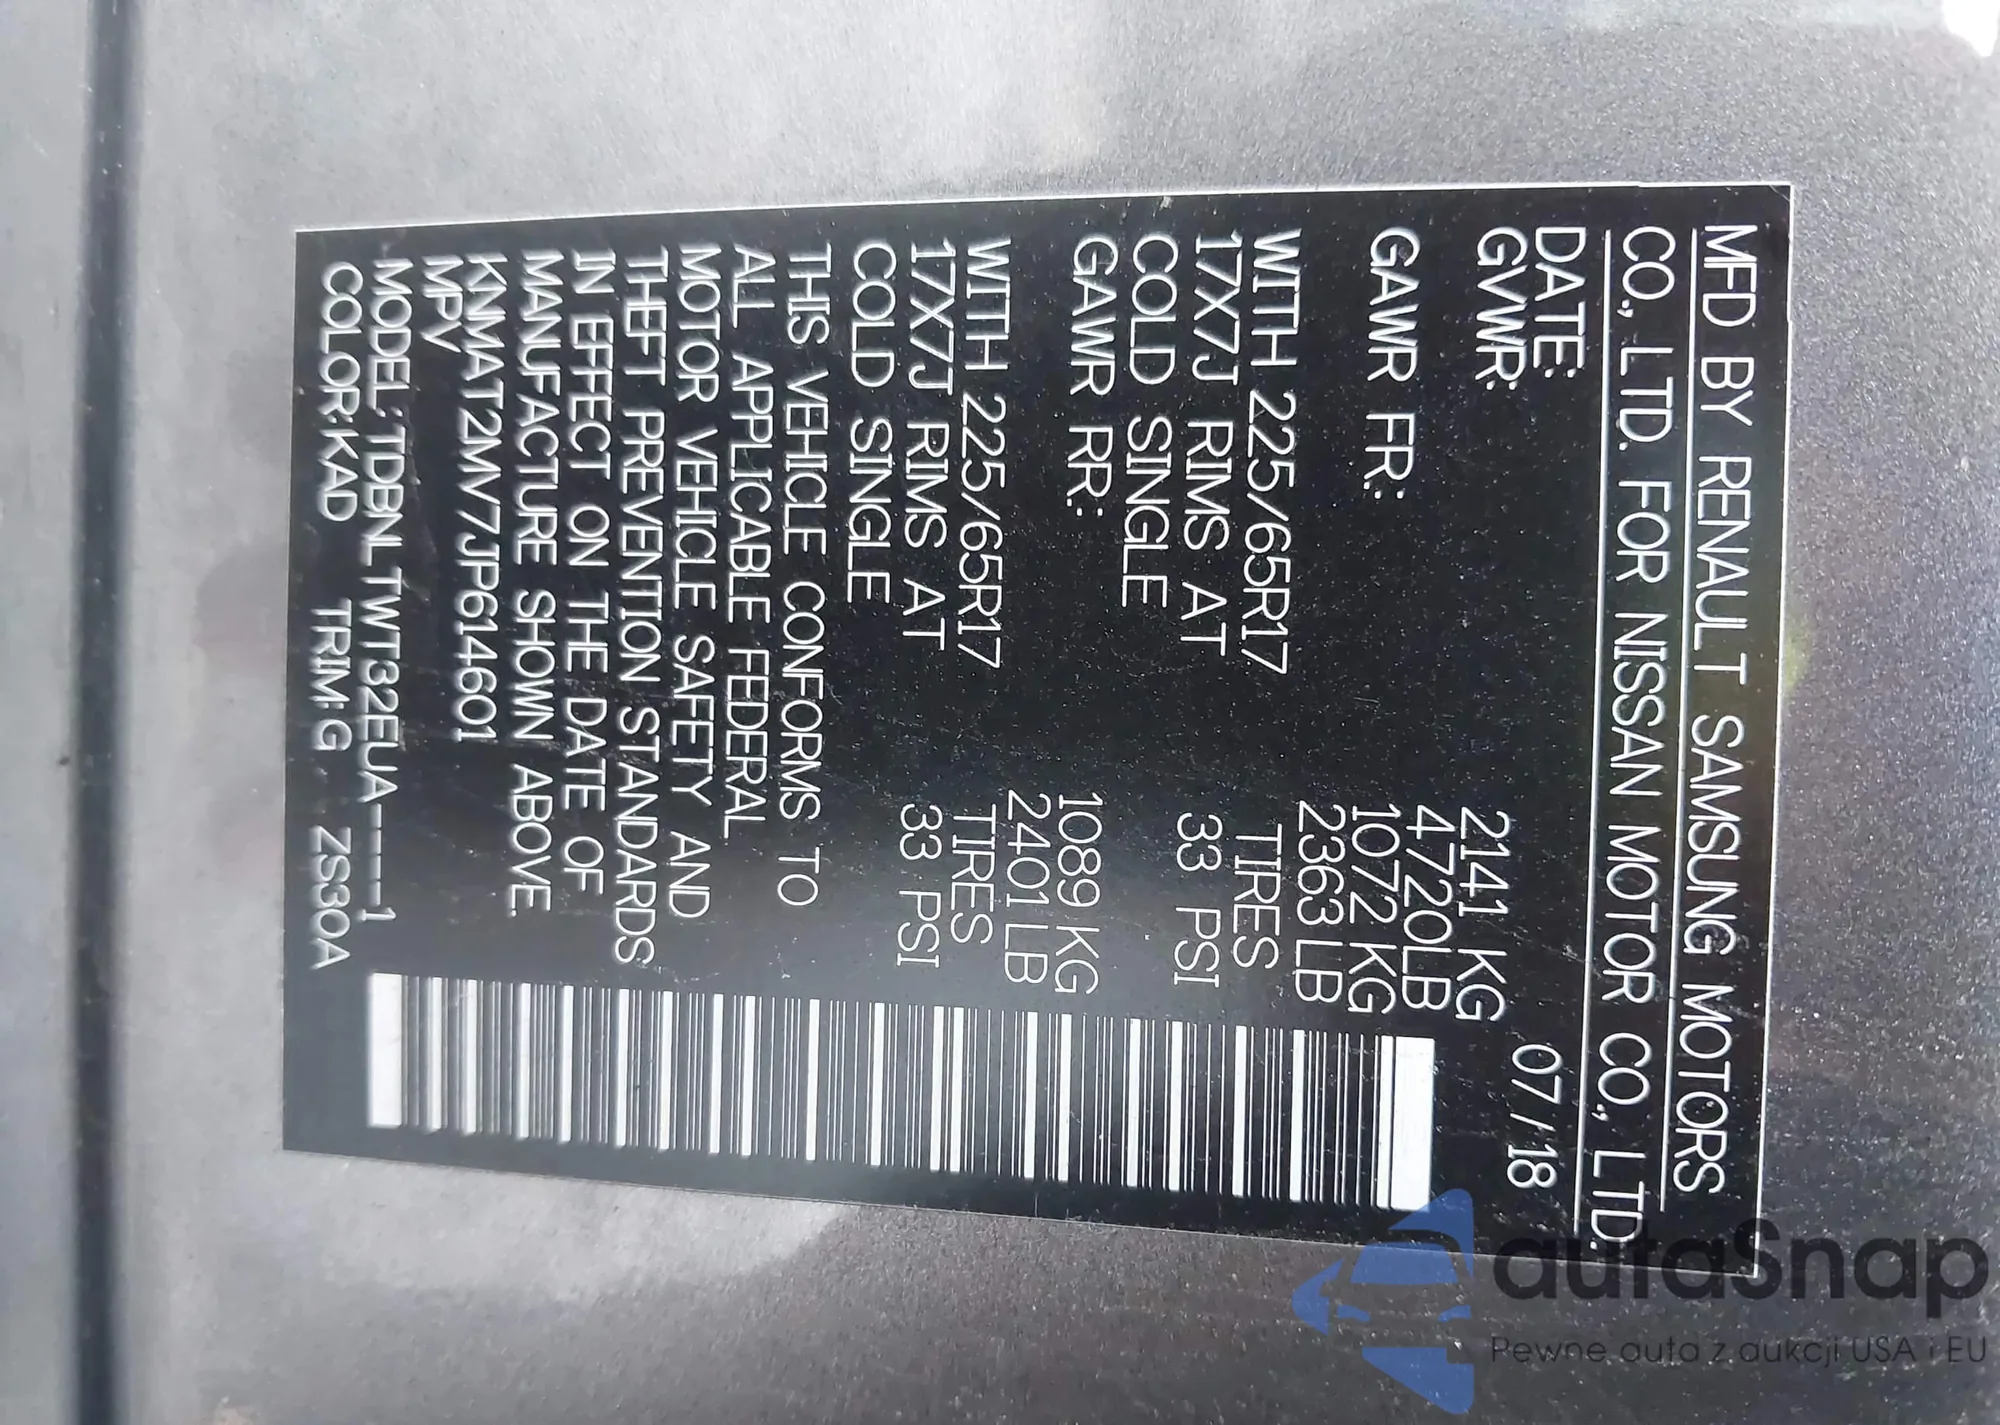 MFD BY RENAULT SAMSUNG MOTORS
CO., LTD. FOR NISSAN MOTOR CO., LTD.
DATE: 07/18
GVWR: 2141 KG
4720LB
GAWR FR: 1072 KG
2363 LB
WITH 225/65R17 TIRES
17X7J RIMS AT 33 PSI
COLD SINGLE
GAWR RR: 1089 KG
2401 LB
WITH 225/65R17 TIRES
17X7J RIMS AT 33 PSI
COLD SINGLE
THIS VEHICLE CONFORMS TO
ALL APPLICABLE FEDERAL
MOTOR VEHICLE SAFETY AND
THEFT PREVENTION STANDARDS
IN EFFECT ON THE DATE OF
MANUFACTURE SHOWN ABOVE.
KNMAT2MV7JP614601
MPV
MODEL:TDBNLTWT32EUA----1
COLOR:KAD TRIM:G ZS30A
autaSnap
Pewne auta z aukcji USA i EU